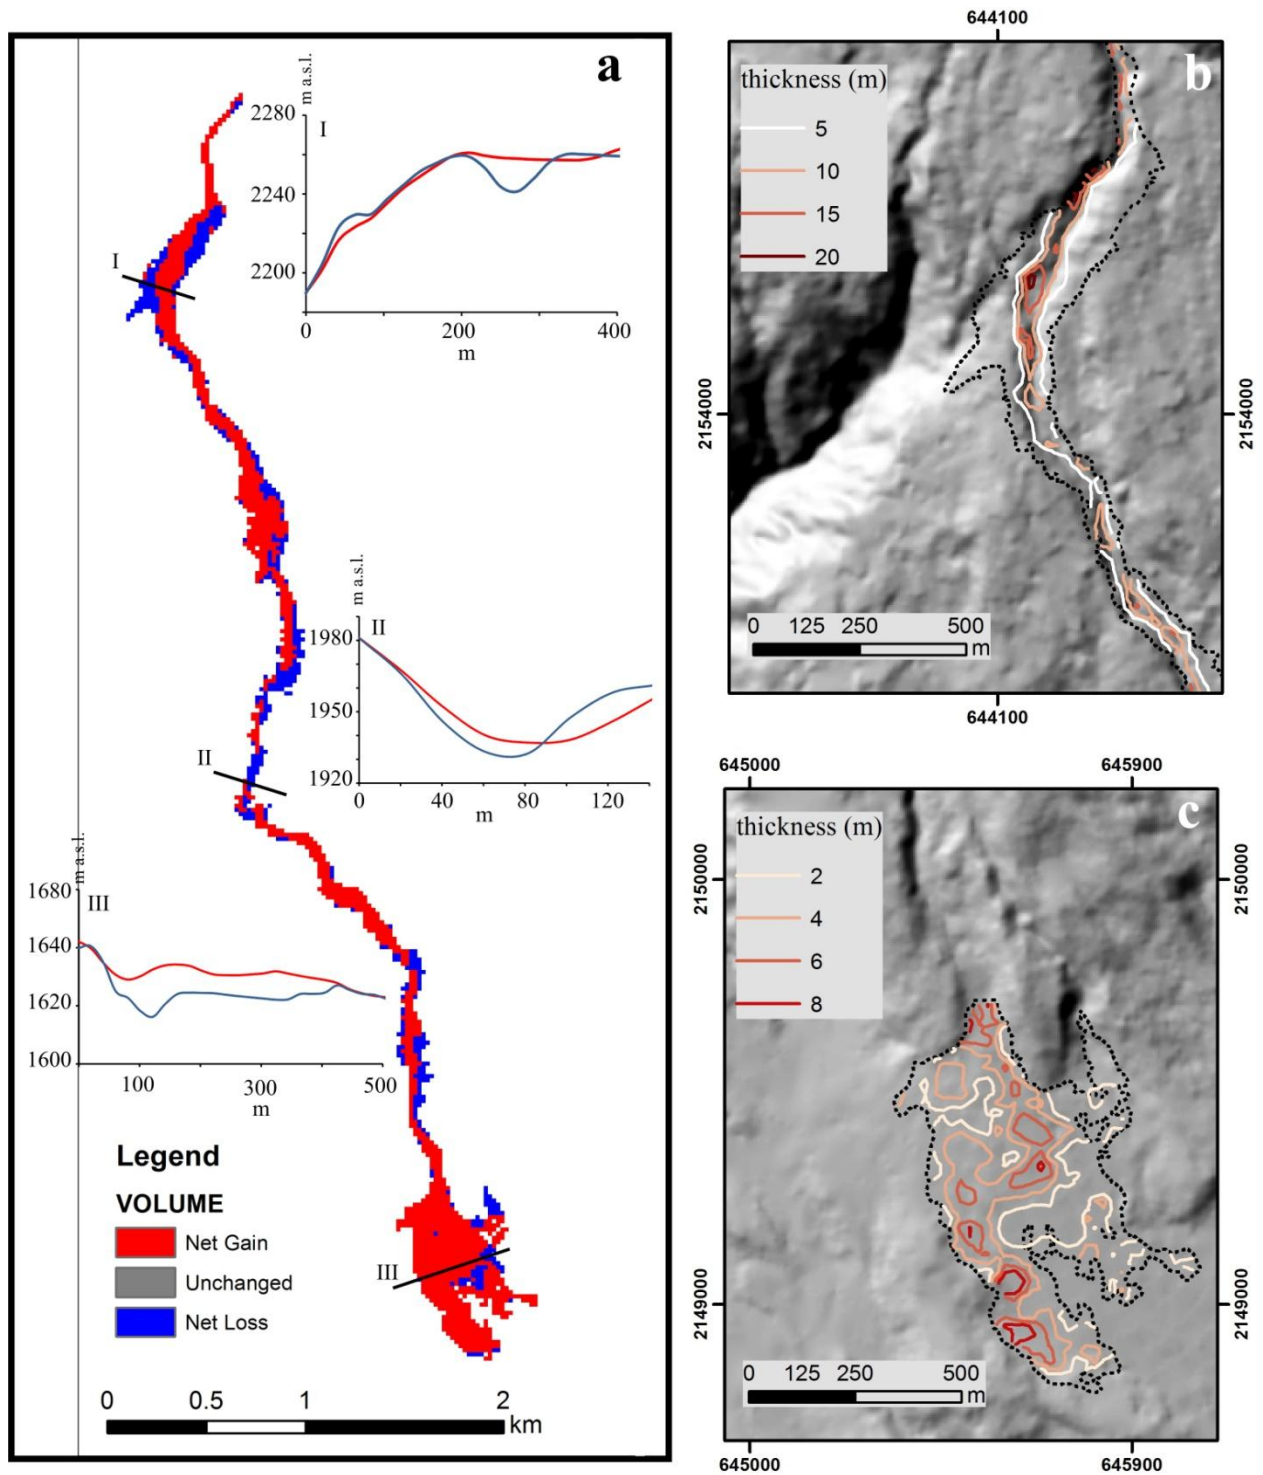 a
m a.s.l.
I
2280
2240
2200
0
200
400
m
I
m a.s.l.
II
1980
1950
1920
0
40
80
120
m
II
m a.s.l.
III
1680
1640
1620
1600
100
300
500
m
III
Legend
VOLUME
Net Gain
Unchanged
Net Loss
0
0.5
1
2
km
644100
b
thickness (m)
5
10
15
20
2154000
2154000
0
125
250
500
m
644100
645000
645900
c
thickness (m)
2
4
6
8
2150000
2150000
2149000
2149000
0
125
250
500
m
645000
645900